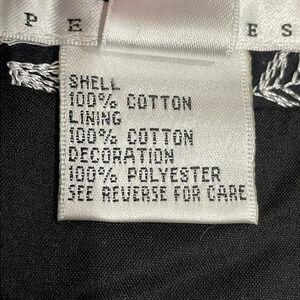 P E E S
SHELL
100% COTTON
LINING
100% COTTON
DECORATION
100% POLYESTER
SEE REVERSE FOR CARE